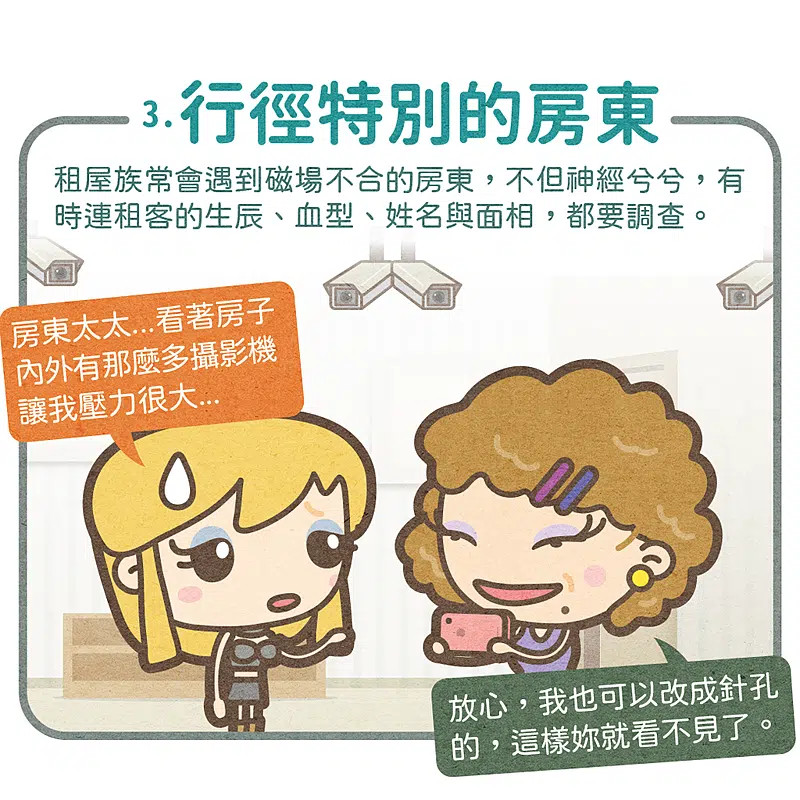 3.行徑特別的房東
租屋族常會遇到磁場不合的房東，不但神經兮兮，有
時連租客的生辰、血型、姓名與面相，都要調查。
房東太太...看著房子
內外有那麼多攝影機
讓我壓力很大...
放心，我也可以改成針孔
的，這樣妳就看不見了。